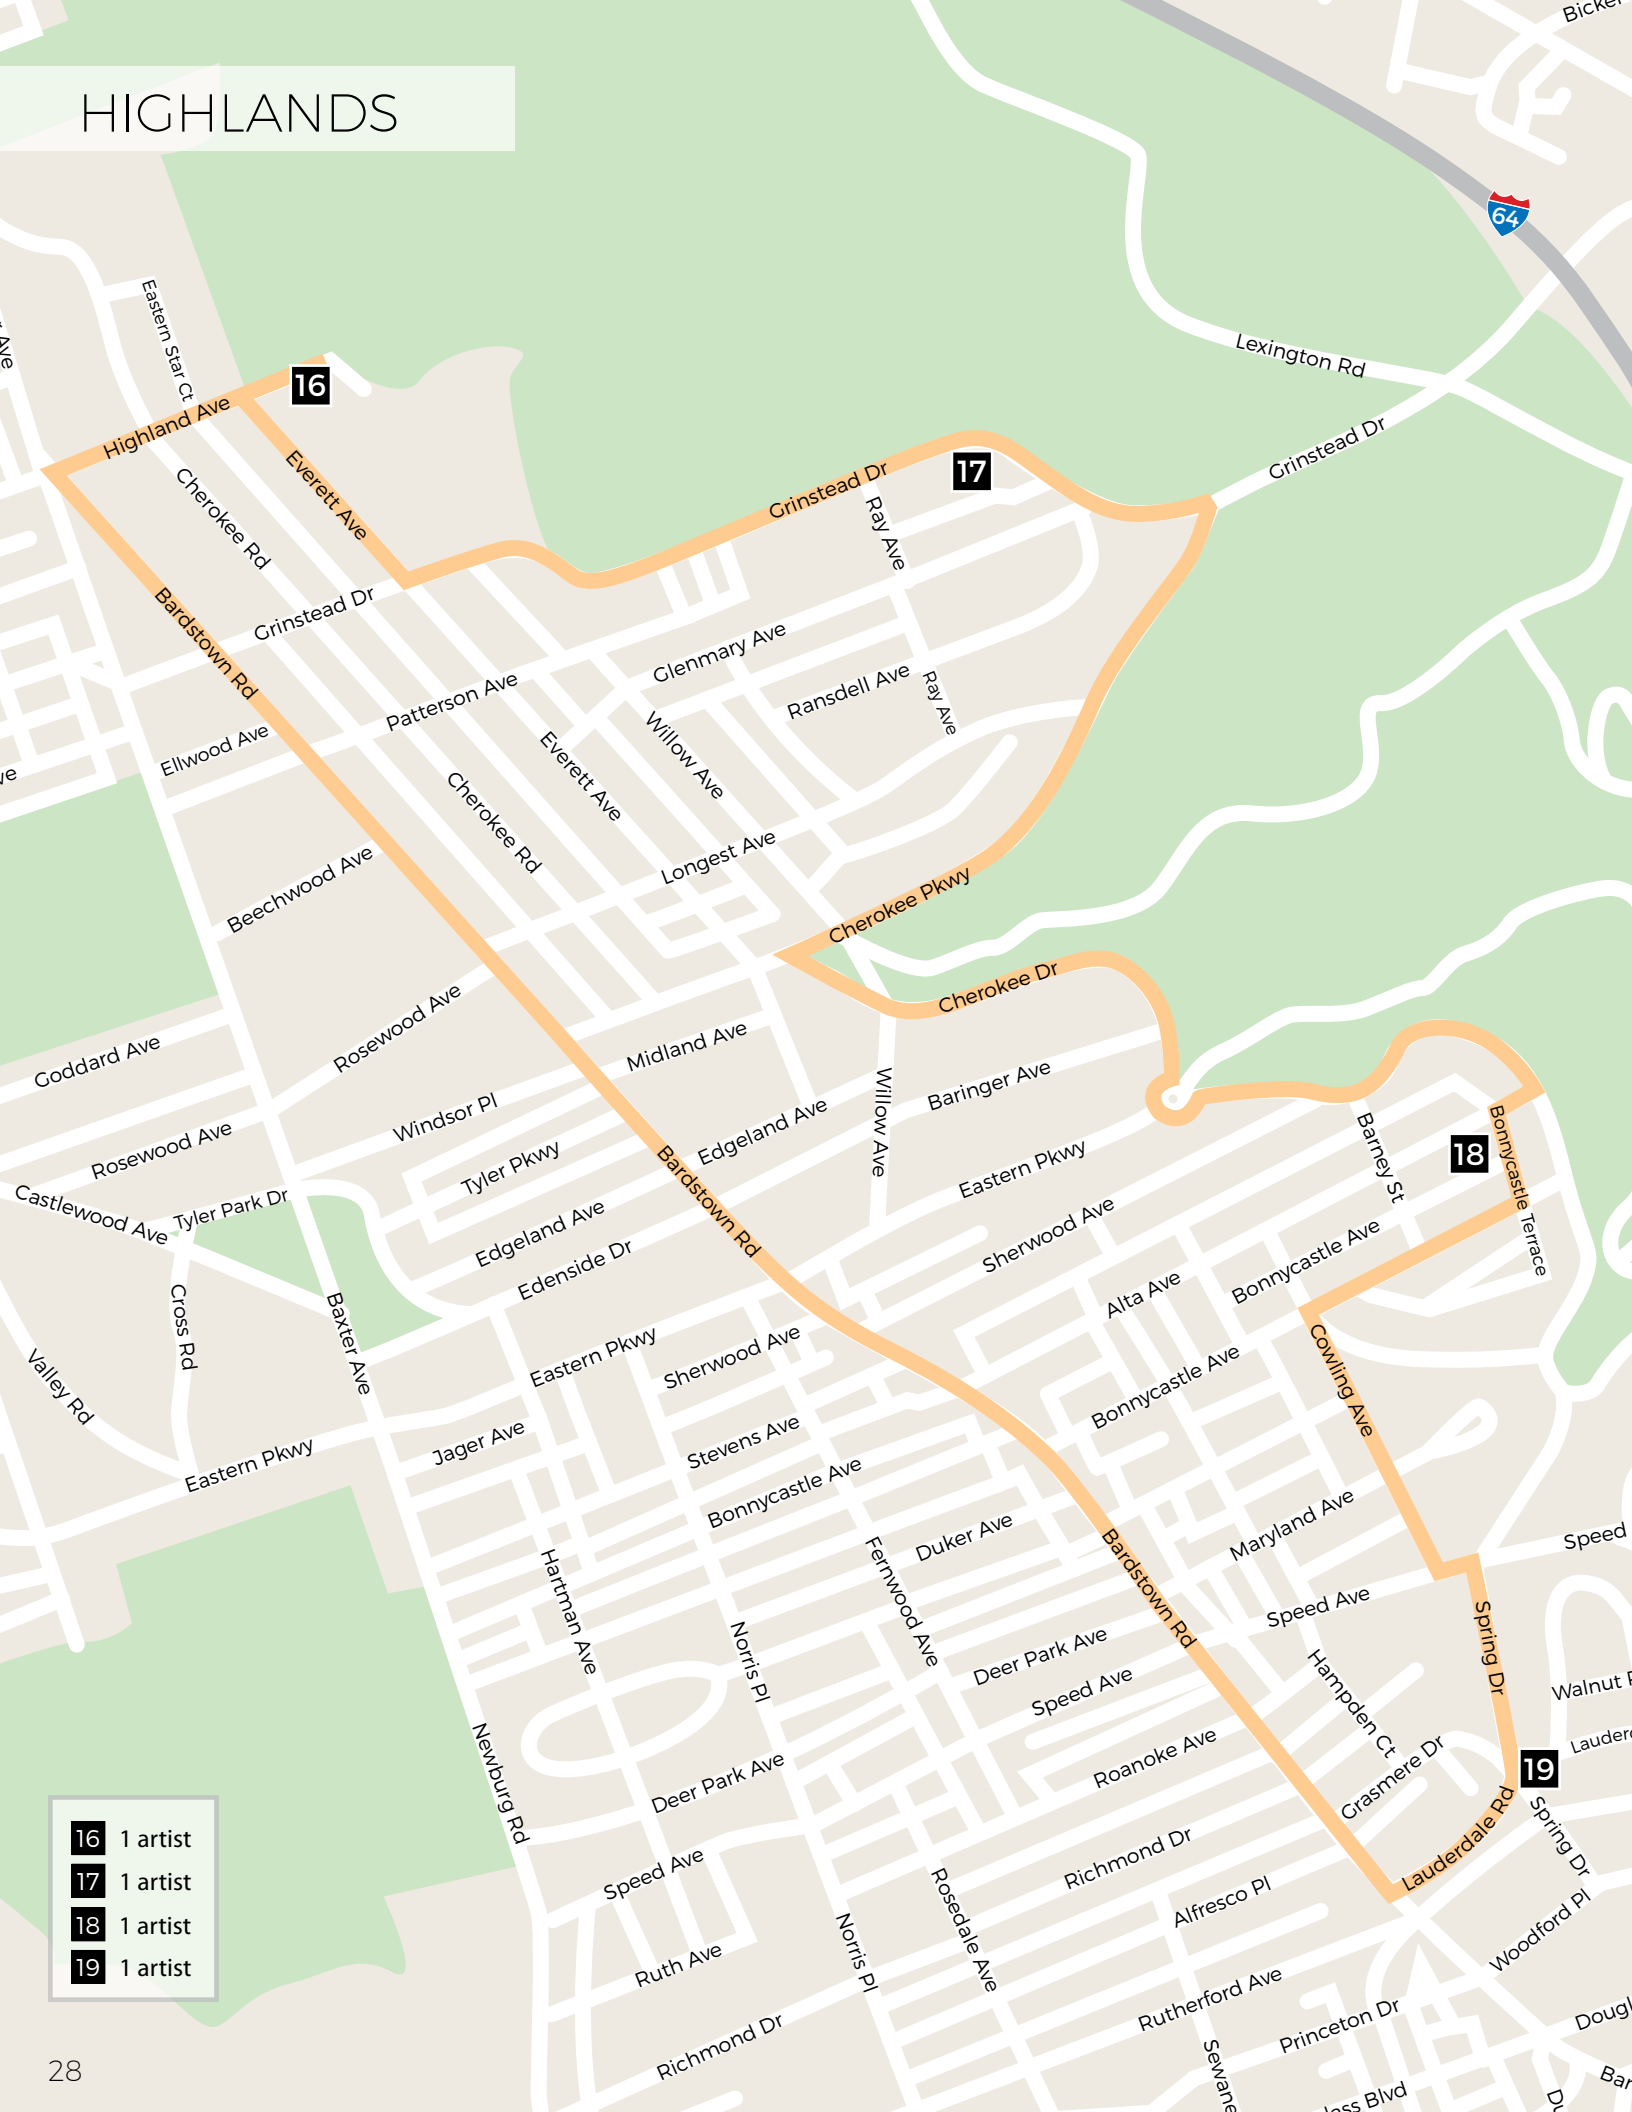 HIGHLANDS
64
Lexington Rd
Grinstead Dr
Eastern Star Ct
16
Highland Ave
Everett Ave
Cherokee Rd
17
Grinstead Dr
Ray Ave
Bardstown Rd
Grinstead Dr
Glenmary Ave
Ransdell Ave
Ray Ave
Patterson Ave
Ellwood Ave
Willow Ave
Everett Ave
Cherokee Rd
Longest Ave
Beechwood Ave
Cherokee Pkwy
Cherokee Dr
Rosewood Ave
Goddard Ave
Midland Ave
Baringer Ave
Willow Ave
Windsor Pl
Edgeland Ave
Rosewood Ave
Tyler Pkwy
Bardstown Rd
Eastern Pkwy
Barney St
18
Bonnycastle Terrace
Castlewood Ave
Tyler Park Dr
Edgeland Ave
Edenside Dr
Sherwood Ave
Bonnycastle Ave
Alta Ave
Cross Rd
Baxter Ave
Valley Rd
Eastern Pkwy
Sherwood Ave
Bonnycastle Ave
Cowling Ave
Jager Ave
Eastern Pkwy
Stevens Ave
Bonnycastle Ave
Duker Ave
Maryland Ave
Speed
Hartman Ave
Fernwood Ave
Bardstown Rd
Speed Ave
Norris Pl
Deer Park Ave
Speed Ave
Hampden Ct
Spring Dr
Walnut
Newburg Rd
Deer Park Ave
Roanoke Ave
Grasmere Dr
19
Lauderdale Rd
Spring Dr
Speed Ave
Richmond Dr
Alfresco Pl
Rosedale Ave
Norris Pl
Ruth Ave
Woodford Pl
Rutherford Ave
Princeton Dr
Richmond Dr
16 1 artist
17 1 artist
18 1 artist
19 1 artist
28